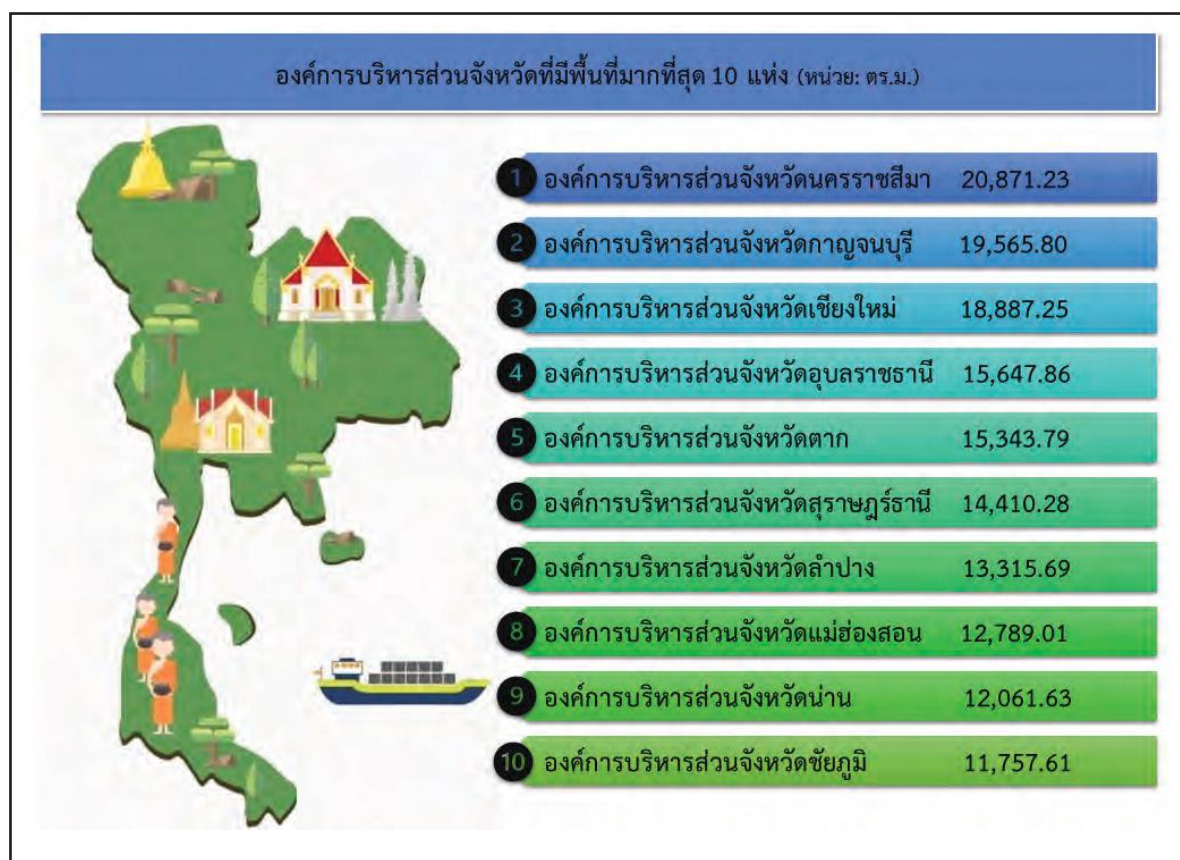 องค์การบริหารส่วนจังหวัดที่มีพื้นที่มากที่สุด 10 แห่ง (หน่วย: ตร.ม.)
1 องค์การบริหารส่วนจังหวัดนครราชสีมา 20,871.23
2 องค์การบริหารส่วนจังหวัดกาญจนบุรี 19,565.80
3 องค์การบริหารส่วนจังหวัดเชียงใหม่ 18,887.25
4 องค์การบริหารส่วนจังหวัดอุบลราชธานี 15,647.86
5 องค์การบริหารส่วนจังหวัดตาก 15,343.79
6 องค์การบริหารส่วนจังหวัดสุราษฎร์ธานี 14,410.28
7 องค์การบริหารส่วนจังหวัดลำปาง 13,315.69
8 องค์การบริหารส่วนจังหวัดแม่ฮ่องสอน 12,789.01
9 องค์การบริหารส่วนจังหวัดน่าน 12,061.63
10 องค์การบริหารส่วนจังหวัดชัยภูมิ 11,757.61